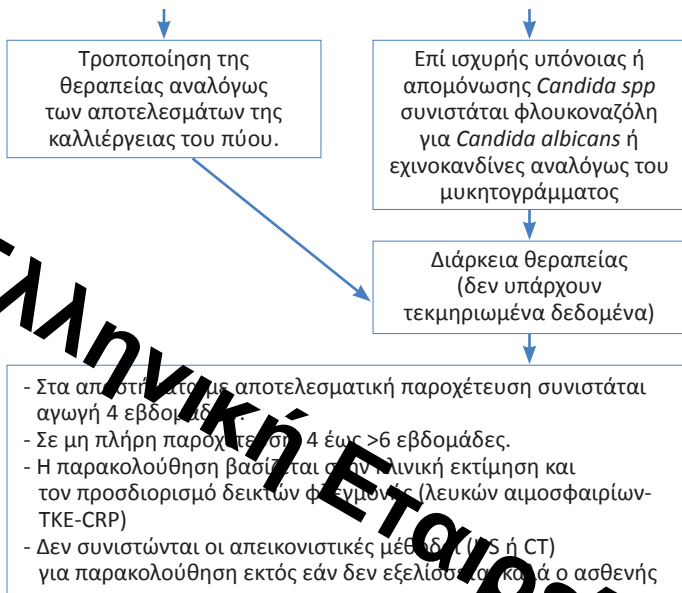 Τροποποίηση της
θεραπείας αναλόγως
των αποτελεσμάτων της
καλλιέργειας του πύου.
Επί ισχυρής υπόνοιας ή
απομόνωσης Candida spp
συνιστάται φλουκοναζόλη
για Candida albicans ή
εχινοκανδίνες αναλόγως του
μυκητογράμματος
Διάρκεια θεραπείας
(δεν υπάρχουν
τεκμηριωμένα δεδομένα)
- Στα αποστήματα με αποτελεσματική παροχέτευση συνιστάται
αγωγή 4 εβδομάδες.
- Σε μη πλήρη παροχέτευση 4 έως >6 εβδομάδες.
- Η παρακολούθηση βασίζεται στην κλινική εκτίμηση και
τον προσδιορισμό δεικτών φλεγμονής (λευκών αιμοσφαιρίων-
ΤΚΕ-CRP)
- Δεν συνιστώνται οι απεικονιστικές μέθοδοι (US ή CT)
για παρακολούθηση εκτός εάν δεν εξελίσσεται καλά ο ασθενής
Ελληνική